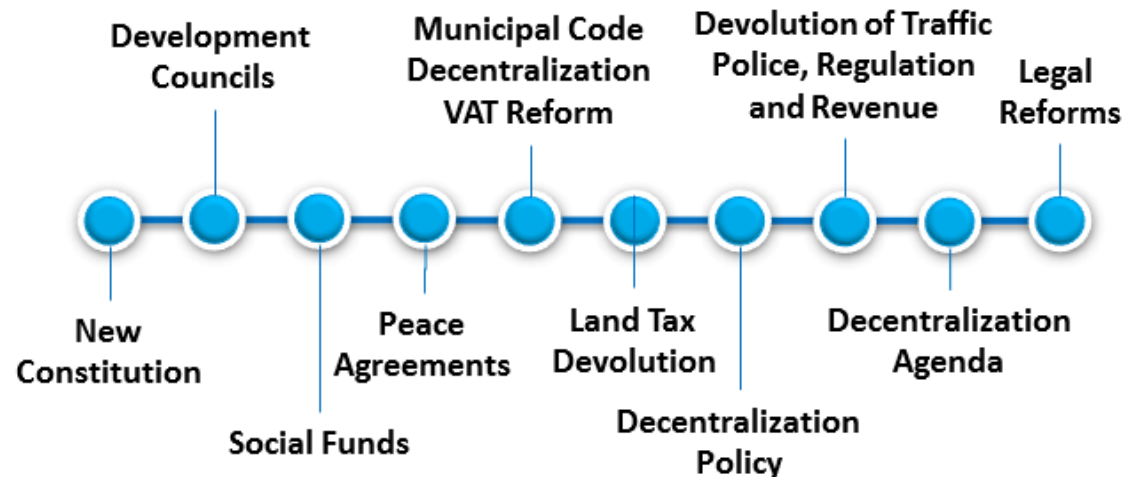 Development
Councils
Municipal Code
Decentralization
VAT Reform
Devolution of Traffic
Police, Regulation
and Revenue
Legal
Reforms
New
Constitution
Social Funds
Peace
Agreements
Land Tax
Devolution
Decentralization
Policy
Decentralization
Agenda